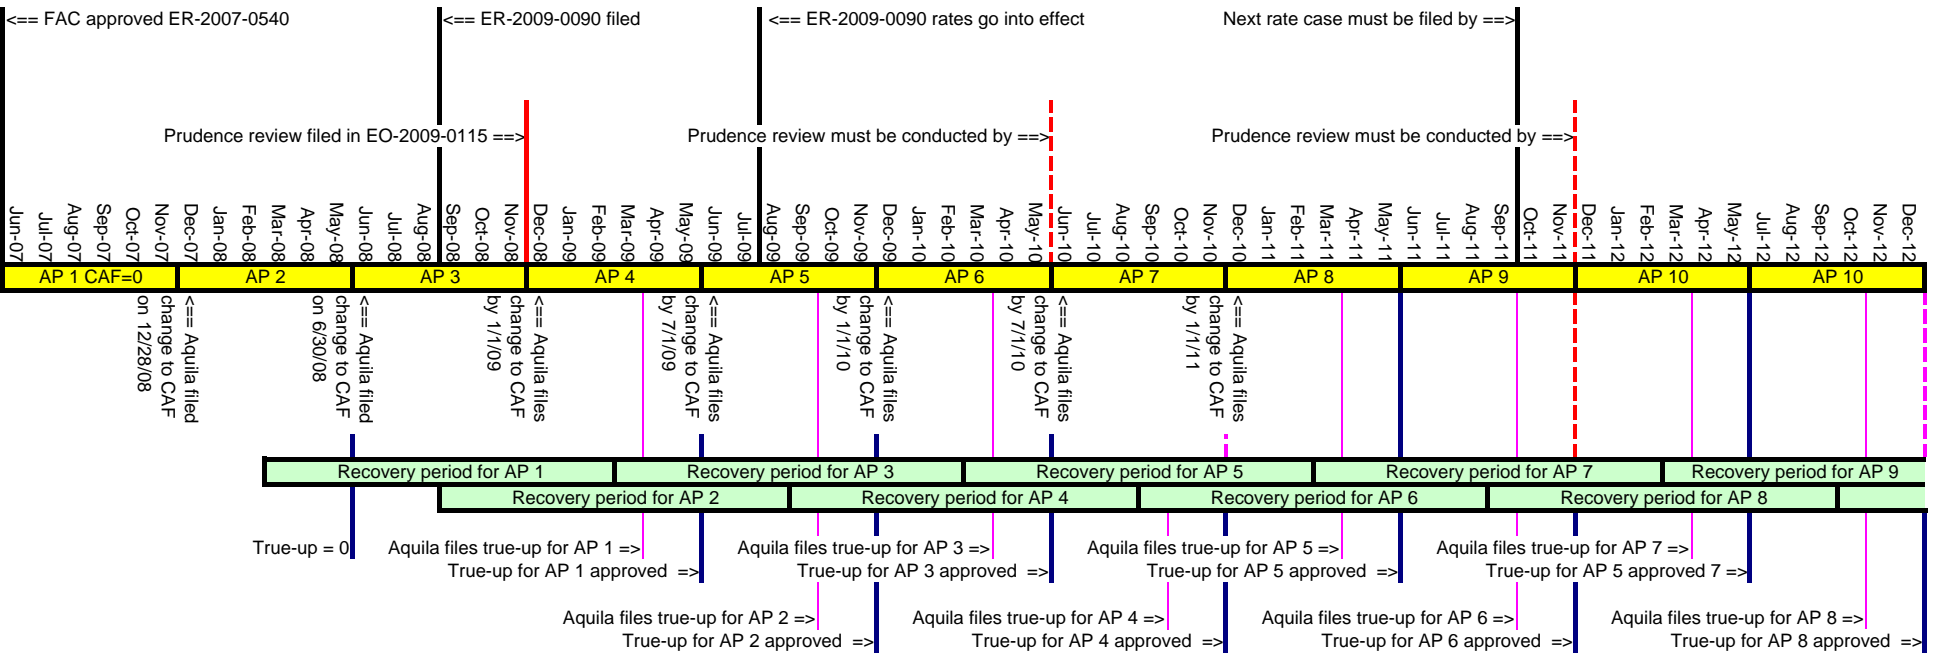 <== FAC approved ER-2007-0540
<== ER-2009-0090 filed
<== ER-2009-0090 rates go into effect
Next rate case must be filed by ==>
Prudence review filed in EO-2009-0115 ==>
Prudence review must be conducted by ==>
Prudence review must be conducted by ==>
Jun-07
Jul-07
Aug-07
Sep-07
Oct-07
Nov-07
Dec-07
Jan-08
Feb-08
Mar-08
Apr-08
May-08
Jun-08
Jul-08
Aug-08
Sep-08
Oct-08
Nov-08
Dec-08
Jan-09
Feb-09
Mar-09
Apr-09
May-09
Jun-09
Jul-09
Aug-09
Sep-09
Oct-09
Nov-09
Dec-09
Jan-10
Feb-10
Mar-10
Apr-10
May-10
Jun-10
Jul-10
Aug-10
Sep-10
Oct-10
Nov-10
Dec-10
Jan-11
Feb-11
Mar-11
Apr-11
May-11
Jun-11
Jul-11
Aug-11
Sep-11
Oct-11
Nov-11
Dec-11
Jan-12
Feb-12
Mar-12
Apr-12
May-12
Jul-12
Aug-12
Sep-12
Oct-12
Nov-12
Dec-12
AP 1 CAF=0
AP 2
AP 3
AP 4
AP 5
AP 6
AP 7
AP 8
AP 9
AP 10
AP 10
<== Aquila filed
change to CAF
on 12/28/08
<== Aquila filed
change to CAF
on 6/30/08
<== Aquila files
change to CAF
by 1/1/09
<== Aquila files
change to CAF
by 7/1/09
<== Aquila files
change to CAF
by 1/1/10
<== Aquila files
change to CAF
by 7/1/10
<== Aquila files
change to CAF
by 1/1/11
Recovery period for AP 1
Recovery period for AP 3
Recovery period for AP 5
Recovery period for AP 7
Recovery period for AP 9
Recovery period for AP 2
Recovery period for AP 4
Recovery period for AP 6
Recovery period for AP 8
True-up = 0
Aquila files true-up for AP 1 =>
True-up for AP 1 approved =>
Aquila files true-up for AP 3 =>
True-up for AP 3 approved =>
Aquila files true-up for AP 5 =>
True-up for AP 5 approved =>
Aquila files true-up for AP 7 =>
True-up for AP 5 approved 7 =>
Aquila files true-up for AP 2 =>
True-up for AP 2 approved =>
Aquila files true-up for AP 4 =>
True-up for AP 4 approved =>
Aquila files true-up for AP 6 =>
True-up for AP 6 approved =>
Aquila files true-up for AP 8 =>
True-up for AP 8 approved =>